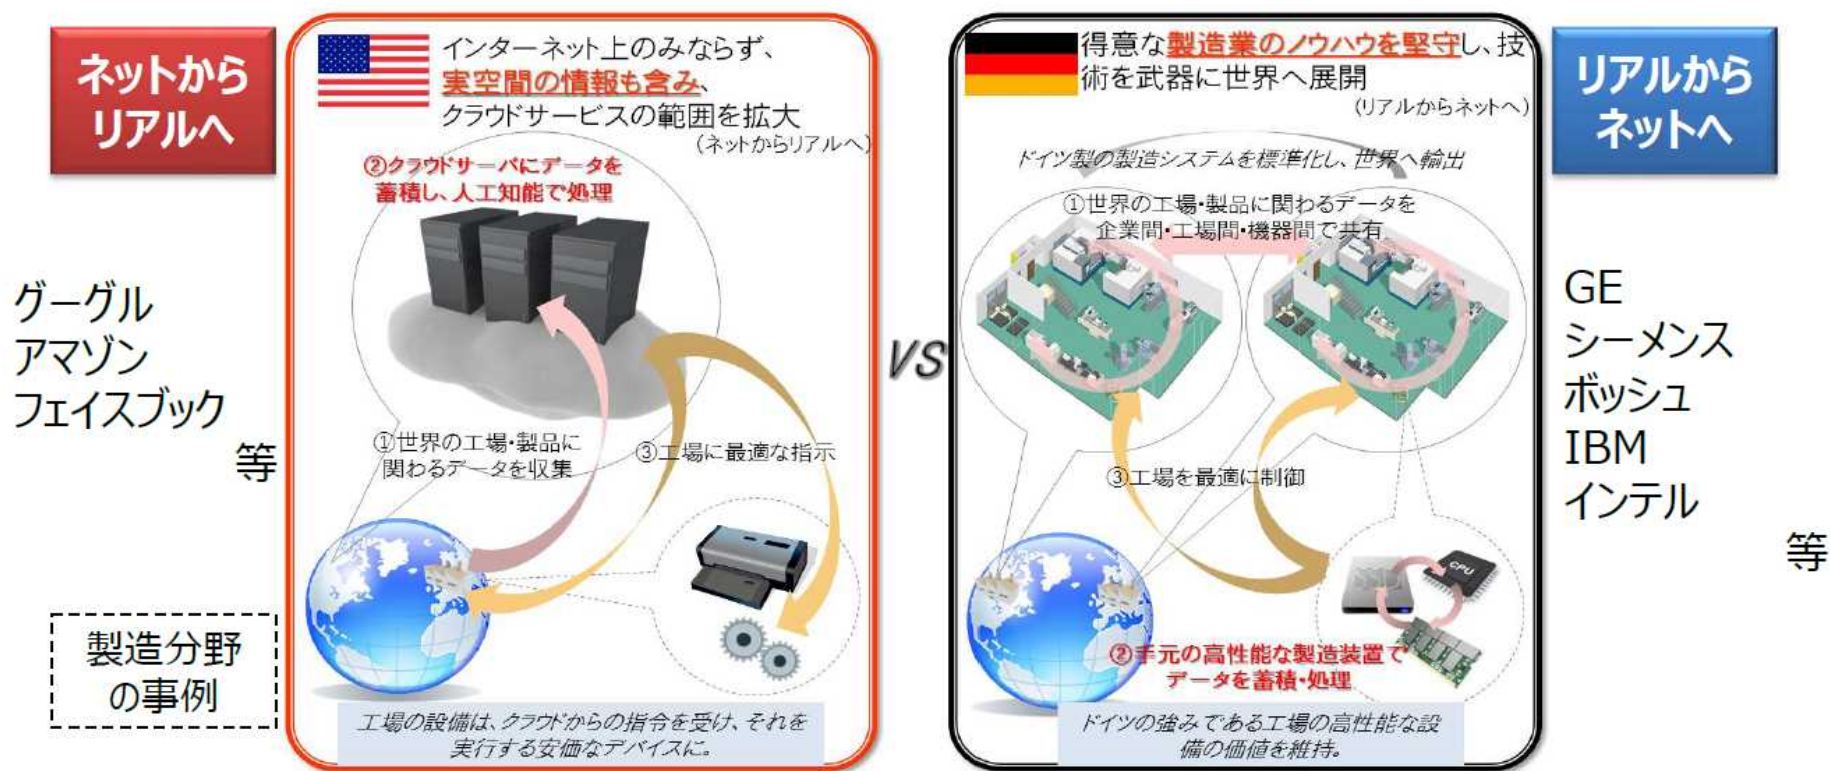 ネットから
リアルへ
グーグル
アマゾン
フェイスブック
等
製造分野
の事例
インターネット上のみならず、
実空間の情報も含み、
クラウドサービスの範囲を拡大
(ネットからリアルへ)
②クラウドサーバにデータを
蓄積し、人工知能で処理
①世界の工場・製品に
関わるデータを収集
③工場に最適な指示
工場の設備は、クラウドからの指令を受け、それを
実行する安価なデバイスに。
VS
得意な製造業のノウハウを堅守し、技
術を武器に世界へ展開
(リアルからネットへ)
ドイツ製の製造システムを標準化し、世界へ輸出
①世界の工場・製品に関わるデータを
企業間・工場間・機器間で共有
③工場を最適に制御
CPU
②手元の高性能な製造装置で
データを蓄積・処理
ドイツの強みである工場の高性能な設
備の価値を維持。
リアルから
ネットへ
GE
シーメンス
ボッシュ
IBM
インテル
等